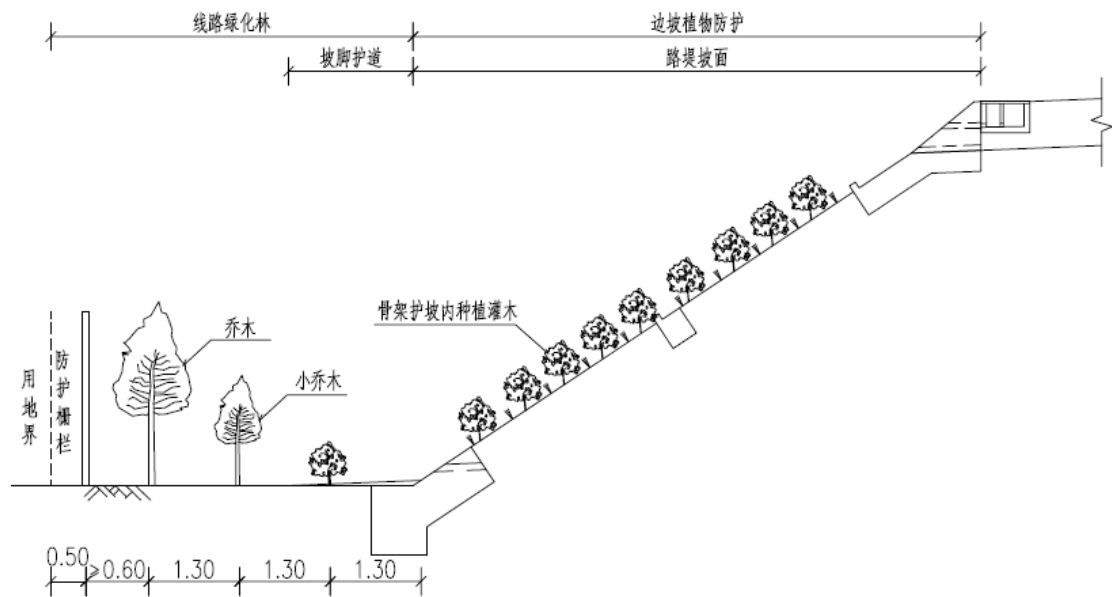 线路绿化林
边坡植物防护
坡脚护道
路堤坡面
骨架护坡内种植灌木
乔木
小乔木
用地界
防护栅栏
0.50
≥0.60
1.30
1.30
1.30